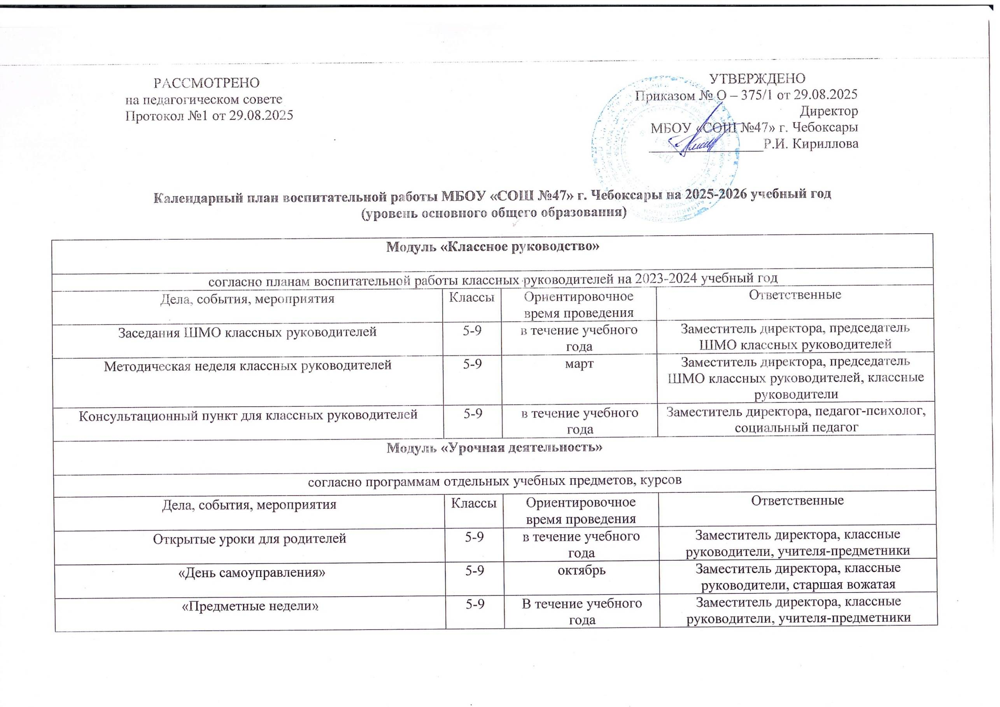 РАССМОТРЕНО
на педагогическом совете
Протокол №1 от 29.08.2025
УТВЕРЖДЕНО
Приказом № О – 375/1 от 29.08.2025
Директор
МБОУ «СОШ №47» г. Чебоксары
Р.И. Кириллова
Календарный план воспитательной работы МБОУ «СОШ №47» г. Чебоксары на 2025-2026 учебный год
(уровень основного общего образования)
Модуль «Классное руководство»
согласно планам воспитательной работы классных руководителей на 2023-2024 учебный год
Дела, события, мероприятия
Классы
Ориентировочное
время проведения
Ответственные
Заседания ШМО классных руководителей
5-9
в течение учебного
года
Заместитель директора, председатель
ШМО классных руководителей
Методическая неделя классных руководителей
5-9
март
Заместитель директора, председатель
ШМО классных руководителей, классные
руководители
Консультационный пункт для классных руководителей
5-9
в течение учебного
года
Заместитель директора, педагог-психолог,
социальный педагог
Модуль «Урочная деятельность»
согласно программам отдельных учебных предметов, курсов
Дела, события, мероприятия
Классы
Ориентировочное
время проведения
Ответственные
Открытые уроки для родителей
5-9
в течение учебного
года
Заместитель директора, классные
руководители, учителя-предметники
«День самоуправления»
5-9
октябрь
Заместитель директора, классные
руководители, старшая вожатая
«Предметные недели»
5-9
В течение учебного
года
Заместитель директора, классные
руководители, учителя-предметники